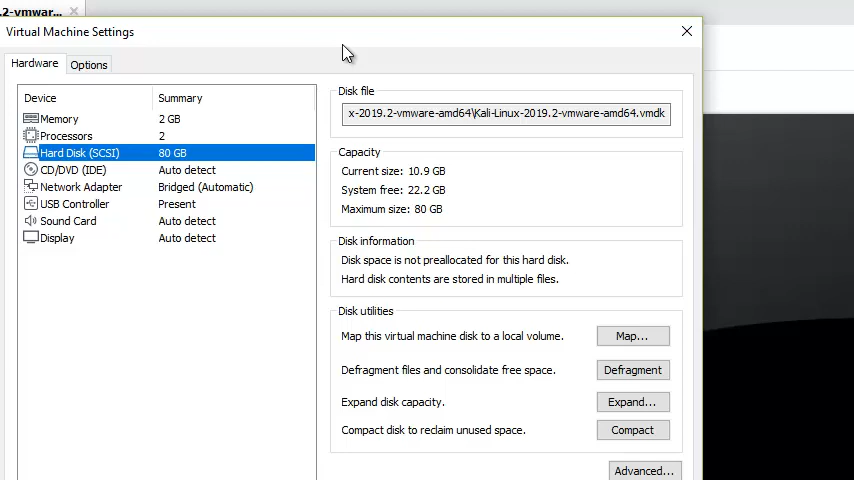 .2-vmwar...
Virtual Machine Settings
Hardware
Options
Device Summary
Memory 2 GB
Processors 2
Hard Disk (SCSI) 80 GB
CD/DVD (IDE) Auto detect
Network Adapter Bridged (Automatic)
USB Controller Present
Sound Card Auto detect
Display Auto detect
Disk file
x-2019.2-vmware-amd64\Kali-Linux-2019.2-vmware-amd64.vmdk
Capacity
Current size: 10.9 GB
System free: 22.2 GB
Maximum size: 80 GB
Disk information
Disk space is not preallocated for this hard disk.
Hard disk contents are stored in multiple files.
Disk utilities
Map this virtual machine disk to a local volume. Map...
Defragment files and consolidate free space. Defragment
Expand disk capacity. Expand...
Compact disk to reclaim unused space. Compact
Advanced...